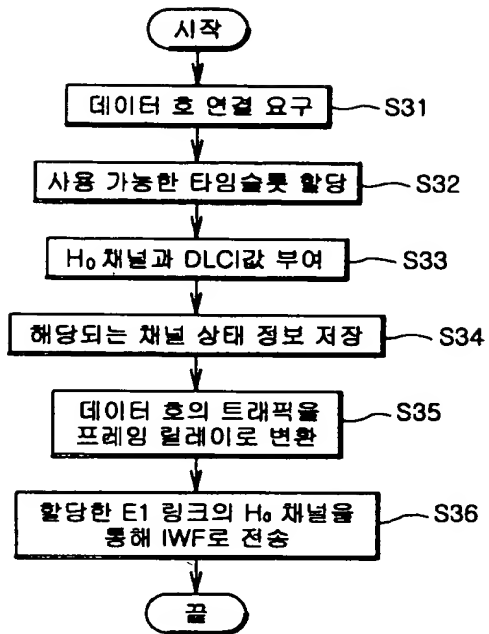 시작
데이터 호 연결 요구
S31
사용 가능한 타임슬롯 할당
S32
H₀ 채널과 DLCI값 부여
S33
해당되는 채널 상태 정보 저장
S34
데이터 호의 트래픽을
프레임 릴레이로 변환
S35
할당한 E1 링크의 H₀ 채널을
통해 IWF로 전송
S36
끝